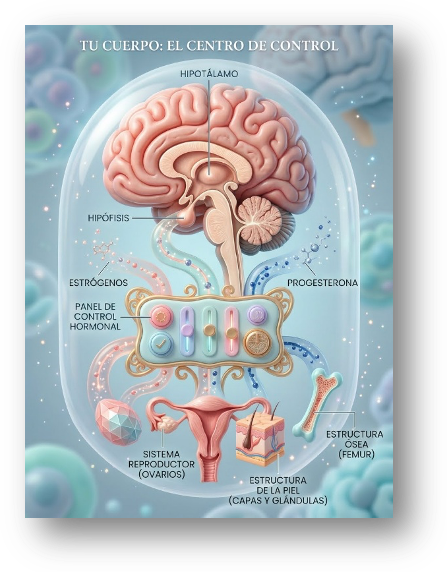 TU CUERPO: EL CENTRO DE CONTROL
HIPOTÁLAMO
HIPÓFISIS
ESTRÓGENOS
PROGESTERONA
PANEL DE
CONTROL
HORMONAL
SISTEMA
REPRODUCTOR
(OVARIOS)
ESTRUCTURA
DE LA PIEL
(CAPAS Y GLÁNDULAS)
ESTRUCTURA
ÓSEA
(FEMUR)